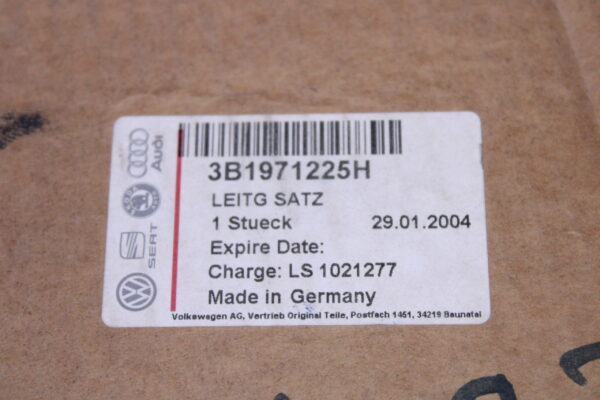 Audi
SEAT
3B1971225H
LEITG SATZ
1 Stueck 29.01.2004
Expire Date:
Charge: LS 1021277
Made in Germany
Volkswagen AG, Vertrieb Original Teile, Postfach 1451, 34219 Baunatal